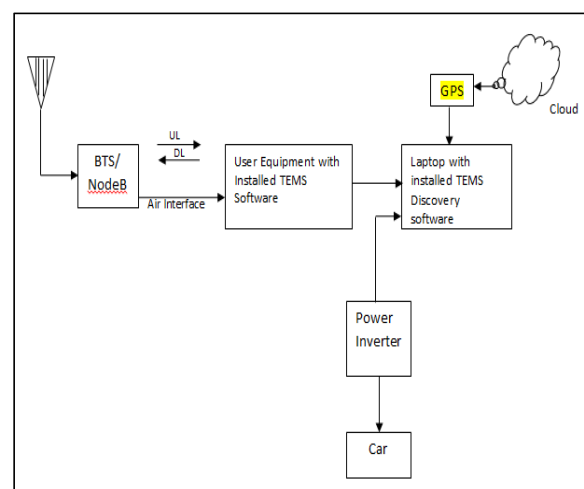 GPS
Cloud
UL
DL
BTS/
NodeB
Air Interface
User Equipment with
Installed TEMS
Software
Laptop with
installed TEMS
Discovery
software
Power
Inverter
Car